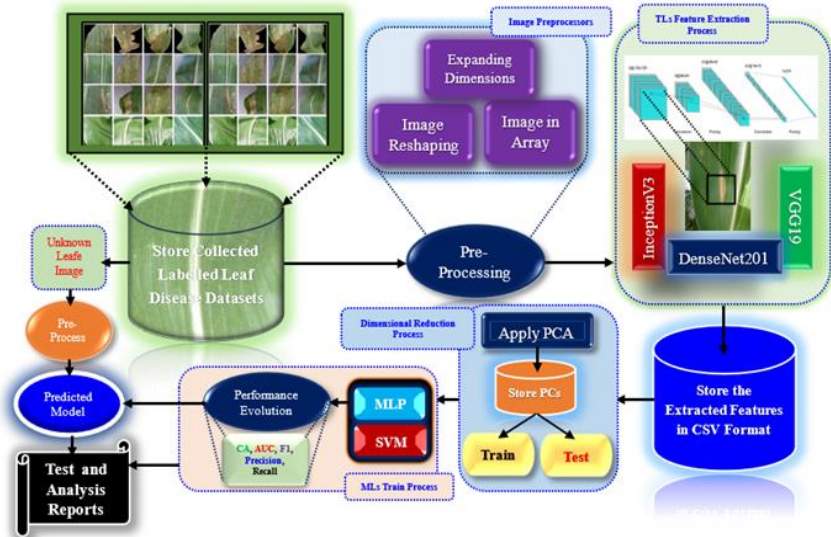 Image Preprocessors
Expanding
Dimensions
Image
Reshaping
Image in
Array
TLs Feature Extraction
Process
InceptionV3
VGG19
DenseNet201
Store Collected
Labelled Leaf
Disease Datasets
Pre-
Processing
Unknown
Leafe
Image
Pre-
Process
Predicted
Model
Test and
Analysis
Reports
Performance
Evolution
CA, AUC, F1,
Precision,
Recall
MLP
SVM
MLs Train Process
Dimensional Reduction
Process
Apply PCA
Store PCs
Train
Test
Store the
Extracted Features
in CSV Format